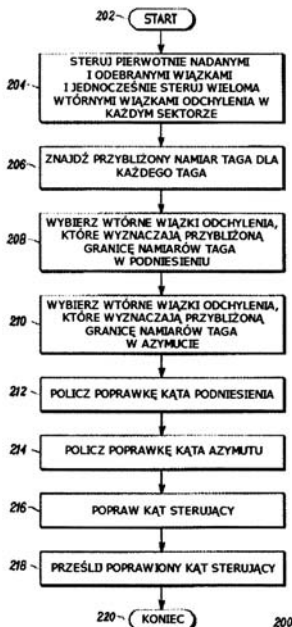 202
START
204
STERUJ PIERWOTNIE NADANYMI
I ODEBRANYMI WIĄZKAMI
I JEDNOCZEŚNIE STERUJ WIELOMA
WTÓRNYMI WIĄZKAMI ODCHYLENIA W
KAŻDYM SEKTORZE
206
ZNAJDŹ PRZYBLIŻONY NAMIAR TAGA DLA
KAŻDEGO TAGA
208
WYBIERZ WTÓRNE WIĄZKI ODCHYLENIA,
KTÓRE WYZNACZAJĄ PRZYBLIŻONĄ
GRANICĘ NAMIARÓW TAGA
W PODNIESIENIU
210
WYBIERZ WTÓRNE WIĄZKI ODCHYLENIA,
KTÓRE WYZNACZAJĄ PRZYBLIŻONĄ
GRANICĘ NAMIARÓW TAGA
W AZYMUCIE
212
POLICZ POPRAWKĘ KĄTA PODNIESIENIA
214
POLICZ POPRAWKĘ KĄTA AZYMUTU
216
POPRAW KĄT STERUJĄCY
218
PRZEŚLIJ POPRAWIONY KĄT STERUJĄCY
220
KONIEC
200